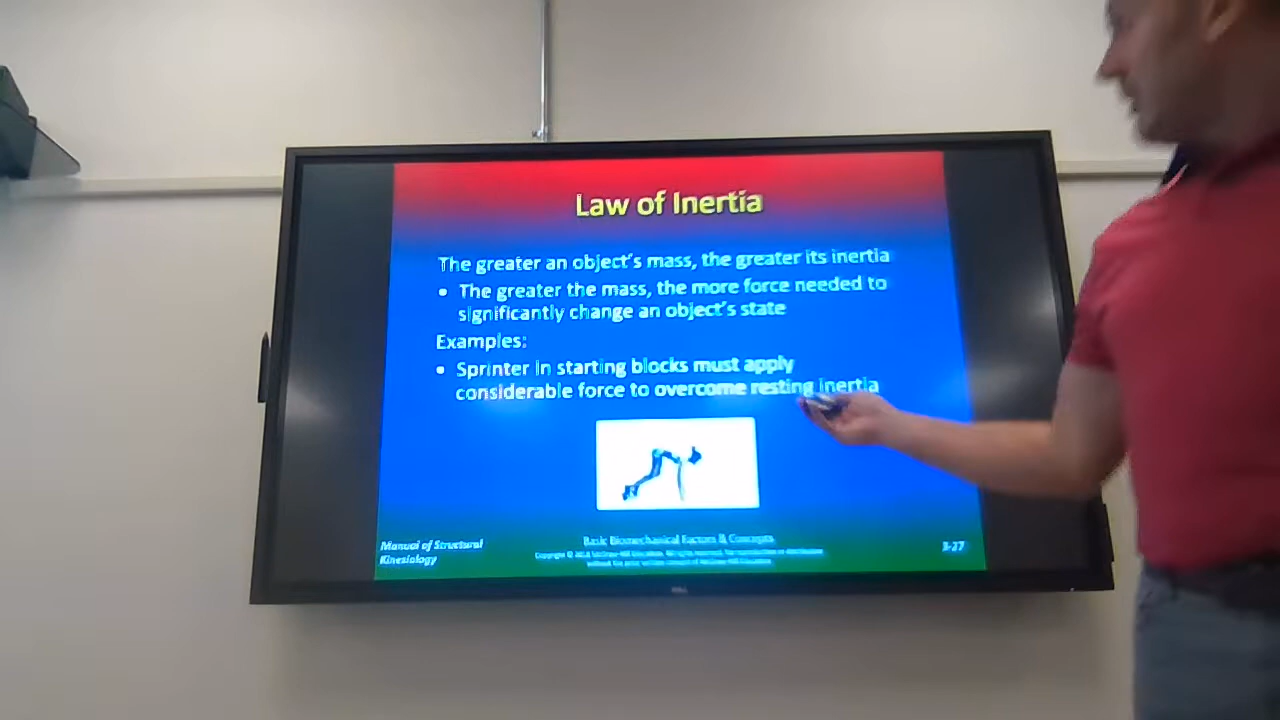 Law of Inertia
The greater an object's mass, the greater its inertia
• The greater the mass, the more force needed to
significantly change an object's state
Examples:
• Sprinter in starting blocks must apply
considerable force to overcome resting inertia
Manual of Structural
Kinesiology
Basic Biomechanical Factors & Concepts
3-27